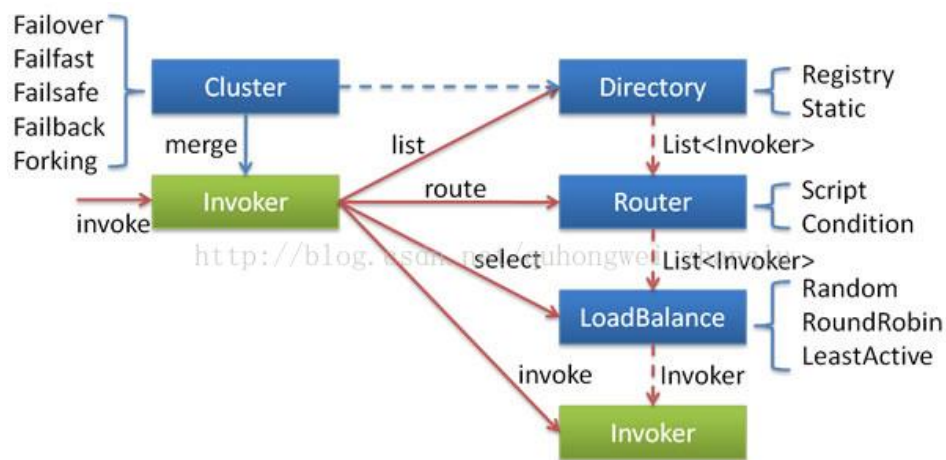 Failover
Failfast
Failsafe
Failback
Forking
Cluster
Directory
Registry
Static
merge
list
List<Invoker>
invoke
Invoker
route
Router
Script
Condition
select
List<Invoker>
LoadBalance
Random
RoundRobin
LeastActive
invoke
Invoker
Invoker